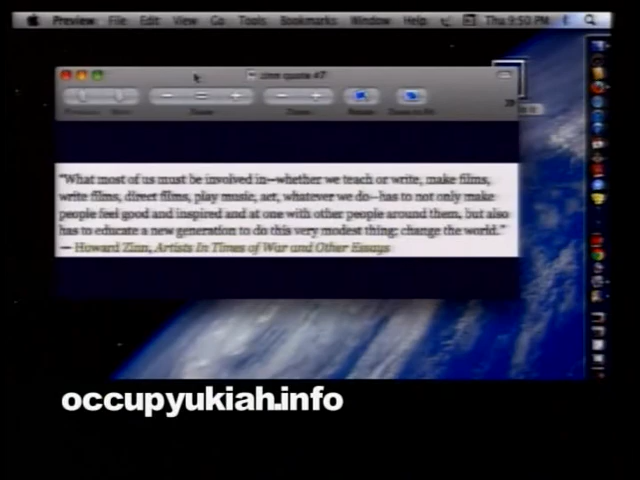 Preview File Edit View Go Tools Bookmarks Window Help Thu 9:50 PM
zinn quote #7
"What most of us must be involved in—whether we teach or write, make films,
write films, direct films, play music, act, whatever we do—has to not only make
people feel good and inspired and at one with other people around them, but also
has to educate a new generation to do this very modest thing: change the world."
— Howard Zinn, Artists In Times of War and Other Essays
occupyukiah.info